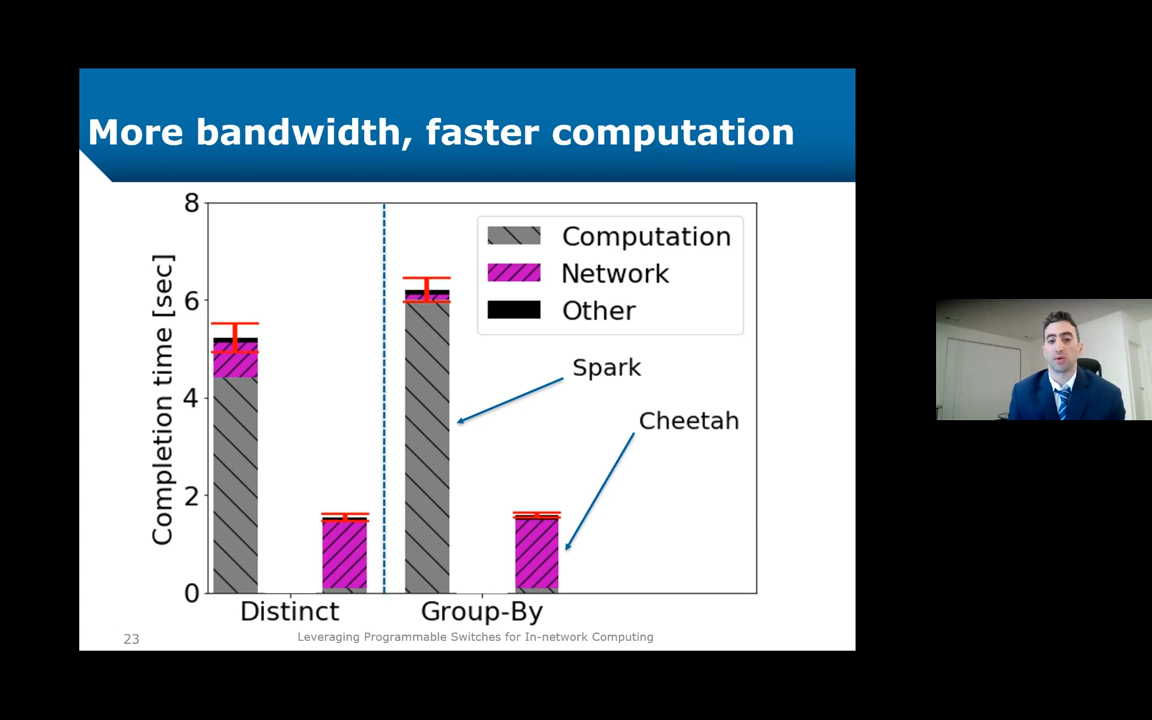 More bandwidth, faster computation
8
6
4
2
0
Completion time [sec]
Computation
Network
Other
Spark
Cheetah
Distinct
Group-By
23
Leveraging Programmable Switches for In-network Computing